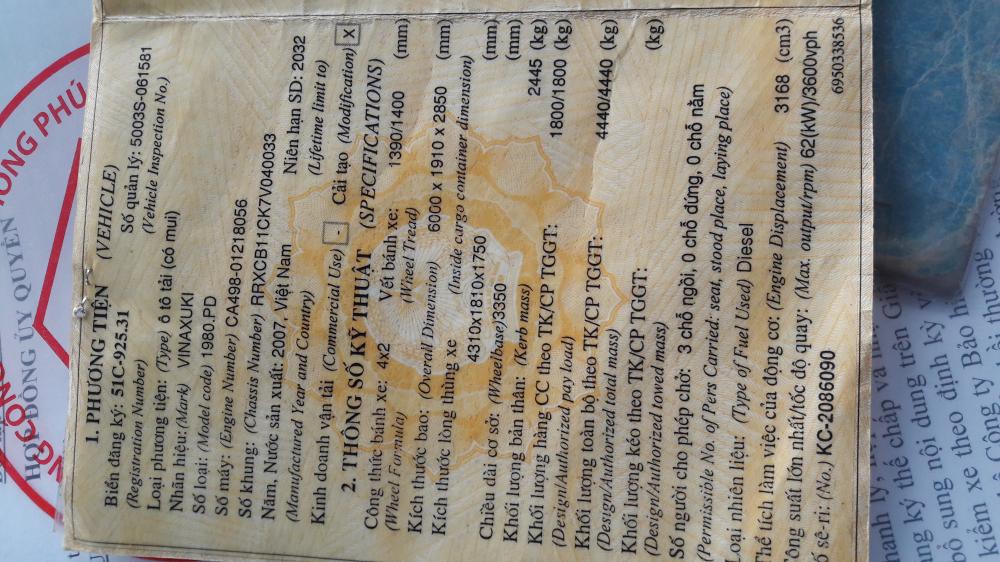 1. PHƯƠNG TIỆN (VEHICLE)
Biển đăng ký: 51C-925.31 Số quản lý: 5003S-061581
(Registration Number) (Vehicle Inspection No.)
Loại phương tiện: (Type) ô tô tải (có mui)
Nhãn hiệu: (Mark) VINAXUKI
Số loại: (Model code) 1980.PD
Số máy: (Engine Number) CA498-01218056
Số khung: (Chassis Number) RRXCB11CK7V040033
Năm, Nước sản xuất: 2007, Việt Nam Niên hạn SD: 2032
(Manufactured Year and Country) (Lifetime limit to)
Kinh doanh vận tải (Commercial Use) - Cải tạo (Modification) X
2. THÔNG SỐ KỸ THUẬT (SPECIFICATIONS)
Công thức bánh xe: 4x2 Vết bánh xe: 1390/1400 (mm)
(Wheel Formula) (Wheel Tread)
Kích thước bao: (Overall Dimension) 6060 x 1910 x 2850 (mm)
Kích thước lòng thùng xe (Inside cargo container dimension)
4310x1810x1750 (mm)
Chiều dài cơ sở: (Wheelbase)3350 (mm)
Khối lượng bản thân: (Kerb mass) 2445 (kg)
Khối lượng hàng CC theo TK/CP TGGT: 1800/1800 (kg)
(Design/Authorized pay load)
Khối lượng toàn bộ theo TK/CP TGGT: 4440/4440 (kg)
(Design/Authorized total mass)
Khối lượng kéo theo TK/CP TGGT: (kg)
(Design/Authorized towed mass)
Số người cho phép chở: 3 chỗ ngồi, 0 chỗ đứng, 0 chỗ nằm
(Permissible No. of Pers Carried: seat, stood place, laying place)
Loại nhiên liệu: (Type of Fuel Used) Diesel
Thể tích làm việc của động cơ: (Engine Displacement) 3168 (cm3)
Công suất lớn nhất/tốc độ quay: (Max. output/rpm) 62(kW)/3600vph
Số sê-ri: (No.) KC-2086090 6950338536
HỘI ĐỒNG ỦY QUYỀN